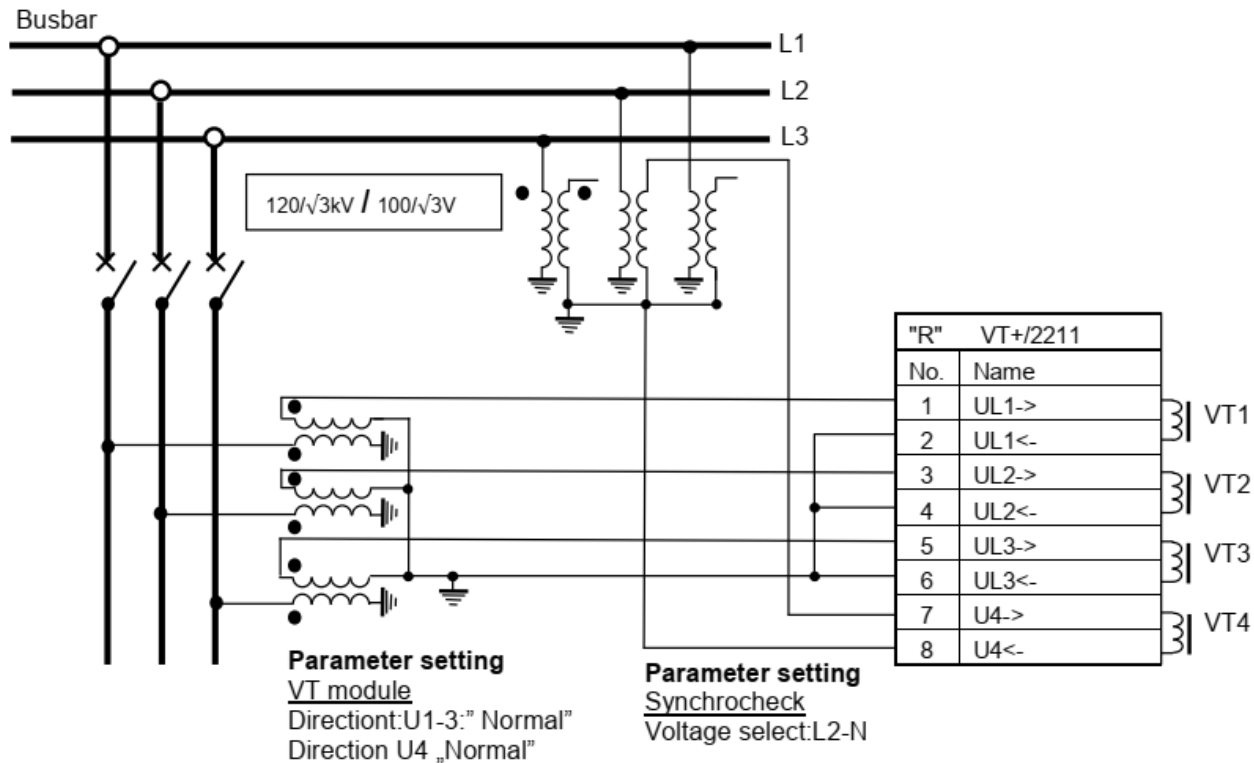 Busbar
L1
L2
L3
120/√3kV / 100/√3V
"R" VT+/2211
No. Name
1 UL1->
2 UL1<-
3 UL2->
4 UL2<-
5 UL3->
6 UL3<-
7 U4->
8 U4<-
VT1
VT2
VT3
VT4
Parameter setting
VT module
Directiont:U1-3:” Normal”
Direction U4 „Normal”
Parameter setting
Synchrocheck
Voltage select:L2-N